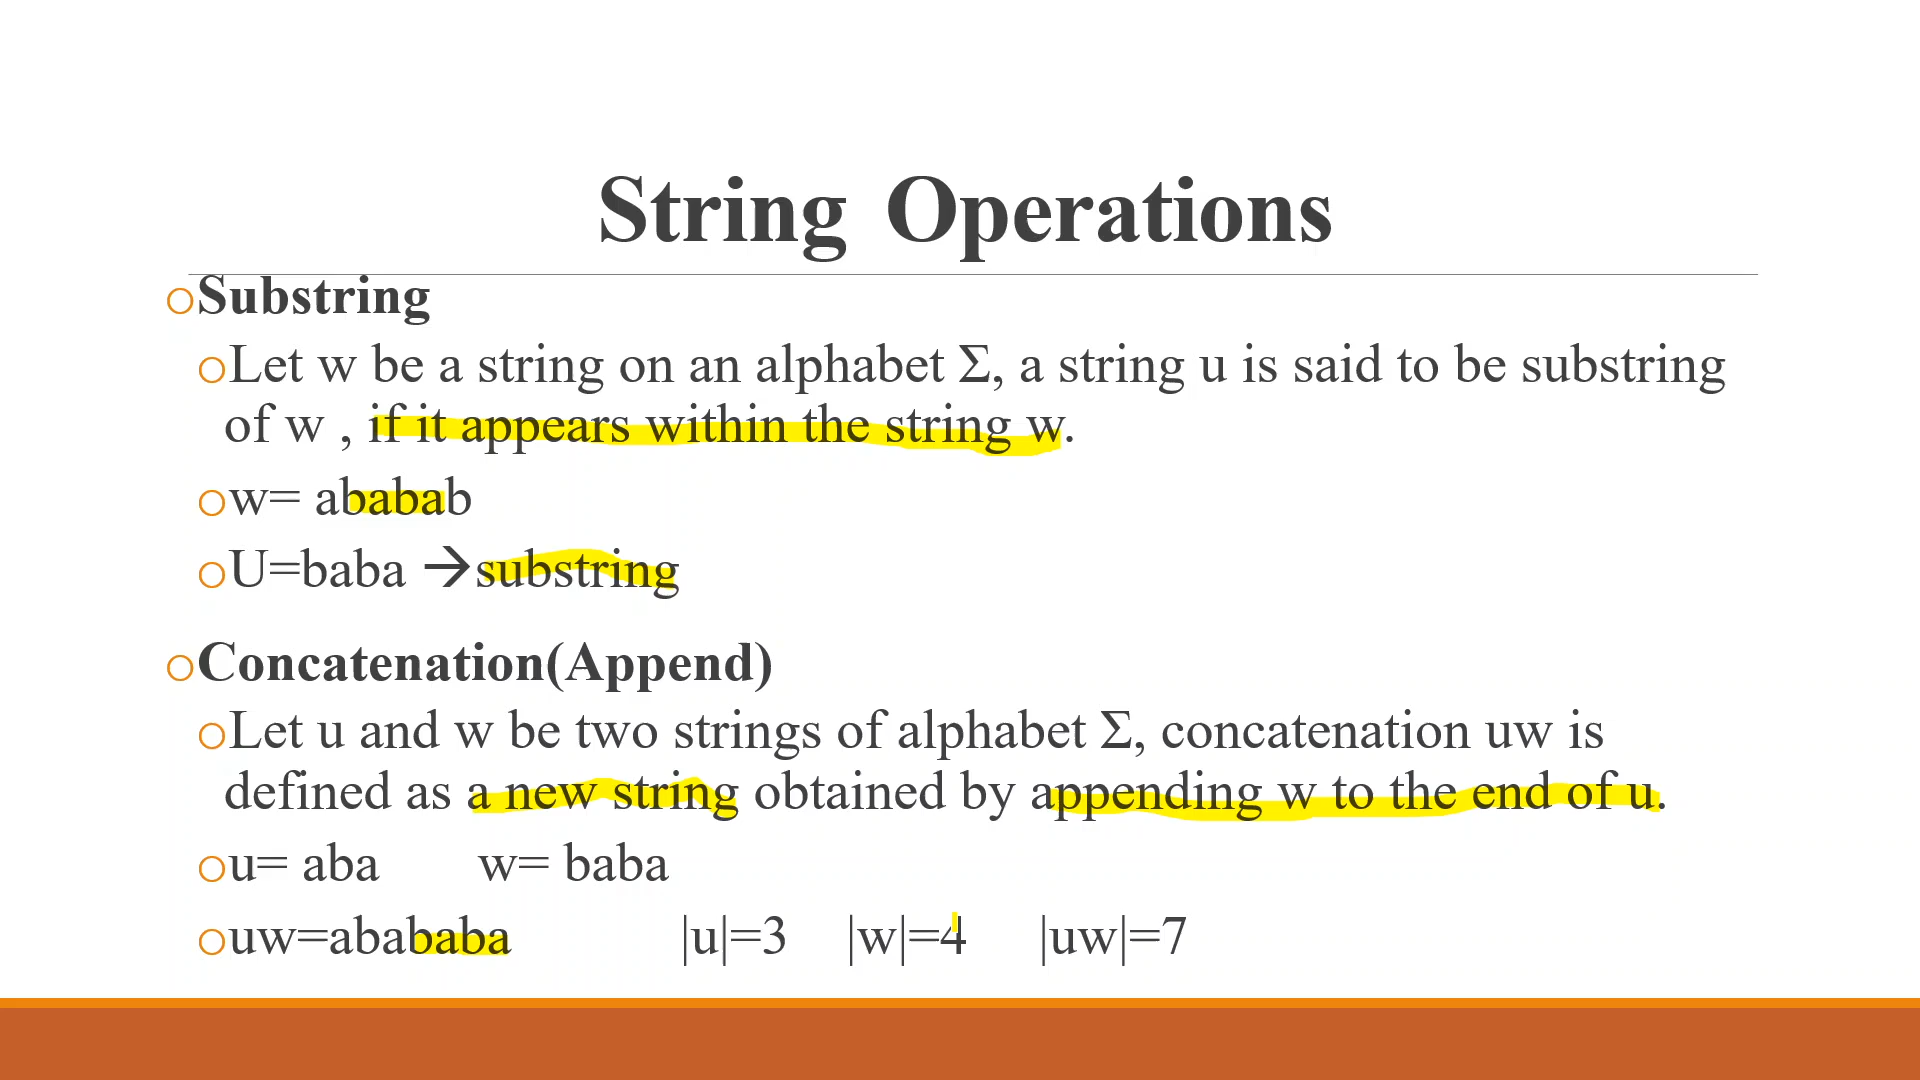 String Operations
Substring
Let w be a string on an alphabet Σ, a string u is said to be substring
of w , if it appears within the string w.
w= ababab
U=baba →substring
Concatenation(Append)
Let u and w be two strings of alphabet Σ, concatenation uw is
defined as a new string obtained by appending w to the end of u.
u= aba w= baba
uw=abababa |u|=3 |w|=4 |uw|=7